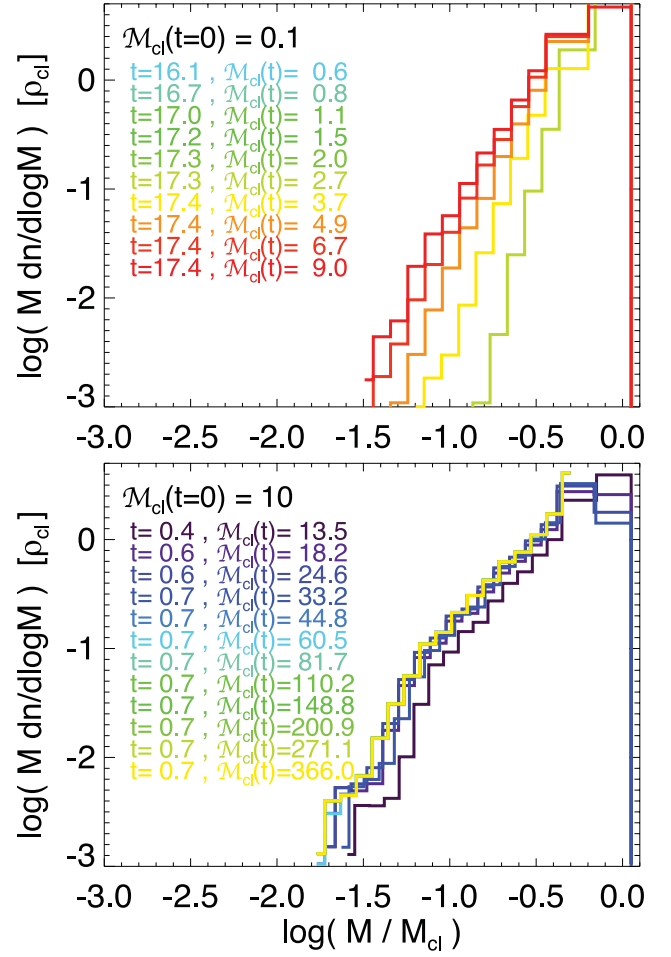 ℳcl(t=0) = 0.1
t=16.1 , ℳcl(t)= 0.6
t=16.7 , ℳcl(t)= 0.8
t=17.0 , ℳcl(t)= 1.1
t=17.2 , ℳcl(t)= 1.5
t=17.3 , ℳcl(t)= 2.0
t=17.3 , ℳcl(t)= 2.7
t=17.4 , ℳcl(t)= 3.7
t=17.4 , ℳcl(t)= 4.9
t=17.4 , ℳcl(t)= 6.7
t=17.4 , ℳcl(t)= 9.0
log( M dn/dlogM ) [ρcl]
0
-1
-2
-3
-3.0 -2.5 -2.0 -1.5 -1.0 -0.5 0.0
ℳcl(t=0) = 10
t= 0.4 , ℳcl(t)= 13.5
t= 0.6 , ℳcl(t)= 18.2
t= 0.6 , ℳcl(t)= 24.6
t= 0.7 , ℳcl(t)= 33.2
t= 0.7 , ℳcl(t)= 44.8
t= 0.7 , ℳcl(t)= 60.5
t= 0.7 , ℳcl(t)= 81.7
t= 0.7 , ℳcl(t)=110.2
t= 0.7 , ℳcl(t)=148.8
t= 0.7 , ℳcl(t)=200.9
t= 0.7 , ℳcl(t)=271.1
t= 0.7 , ℳcl(t)=366.0
log( M dn/dlogM ) [ρcl]
0
-1
-2
-3
-3.0 -2.5 -2.0 -1.5 -1.0 -0.5 0.0
log( M / Mcl )